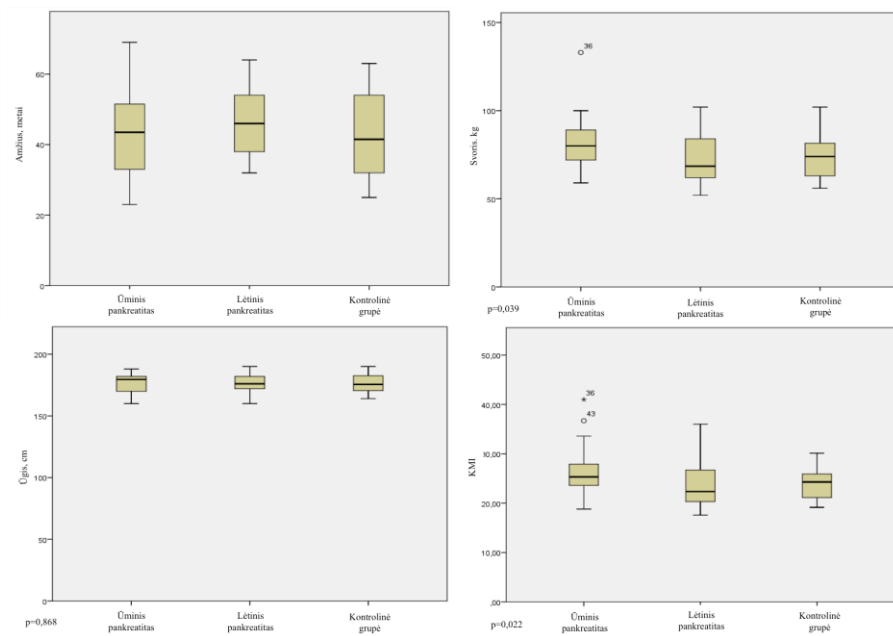 60
40
20
0
Amžius, metai
Ūminis
pankreatitas
Lėtinis
pankreatitas
Kontrolinė
grupė
150
100
50
0
Svoris, kg
36
p=0,039
Ūminis
pankreatitas
Lėtinis
pankreatitas
Kontrolinė
grupė
200
150
100
50
0
Ūgis, cm
p=0,868
Ūminis
pankreatitas
Lėtinis
pankreatitas
Kontrolinė
grupė
50,00
40,00
30,00
20,00
10,00
,00
KMI
36
43
p=0,022
Ūminis
pankreatitas
Lėtinis
pankreatitas
Kontrolinė
grupė